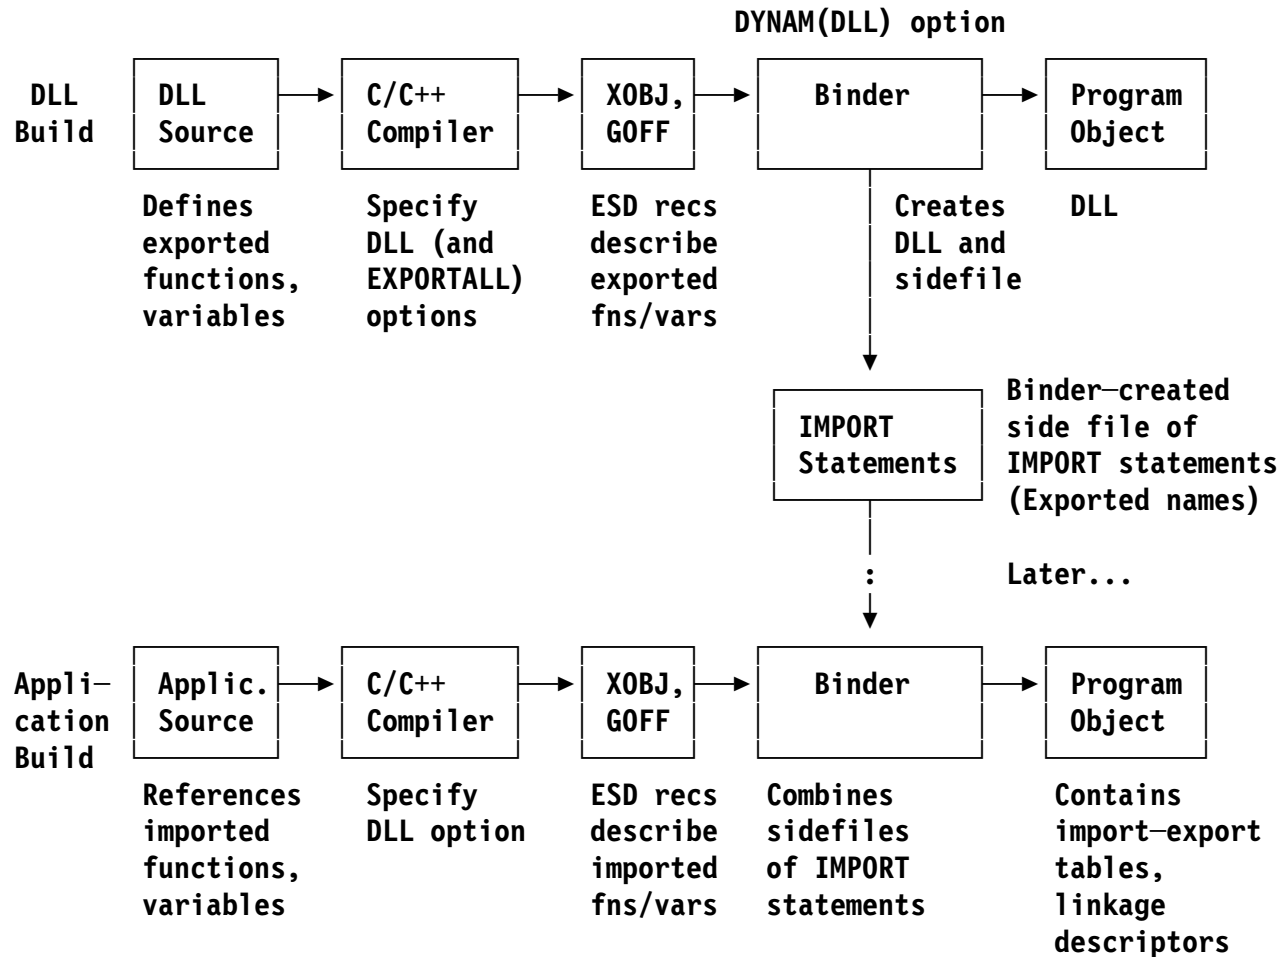 DYNAM(DLL) option
DLL
Build
DLL
Source
C/C++
Compiler
XOBJ,
GOFF
Binder
Program
Object
Defines
exported
functions,
variables
Specify
DLL (and
EXPORTALL)
options
ESD recs
describe
exported
fns/vars
Creates
DLL and
sidefile
DLL
IMPORT
Statements
Binder-created
side file of
IMPORT statements
(Exported names)
:
Later...
Appli-
cation
Build
Applic.
Source
C/C++
Compiler
XOBJ,
GOFF
Binder
Program
Object
References
imported
functions,
variables
Specify
DLL option
ESD recs
describe
imported
fns/vars
Combines
sidefiles
of IMPORT
statements
Contains
import-export
tables,
linkage
descriptors